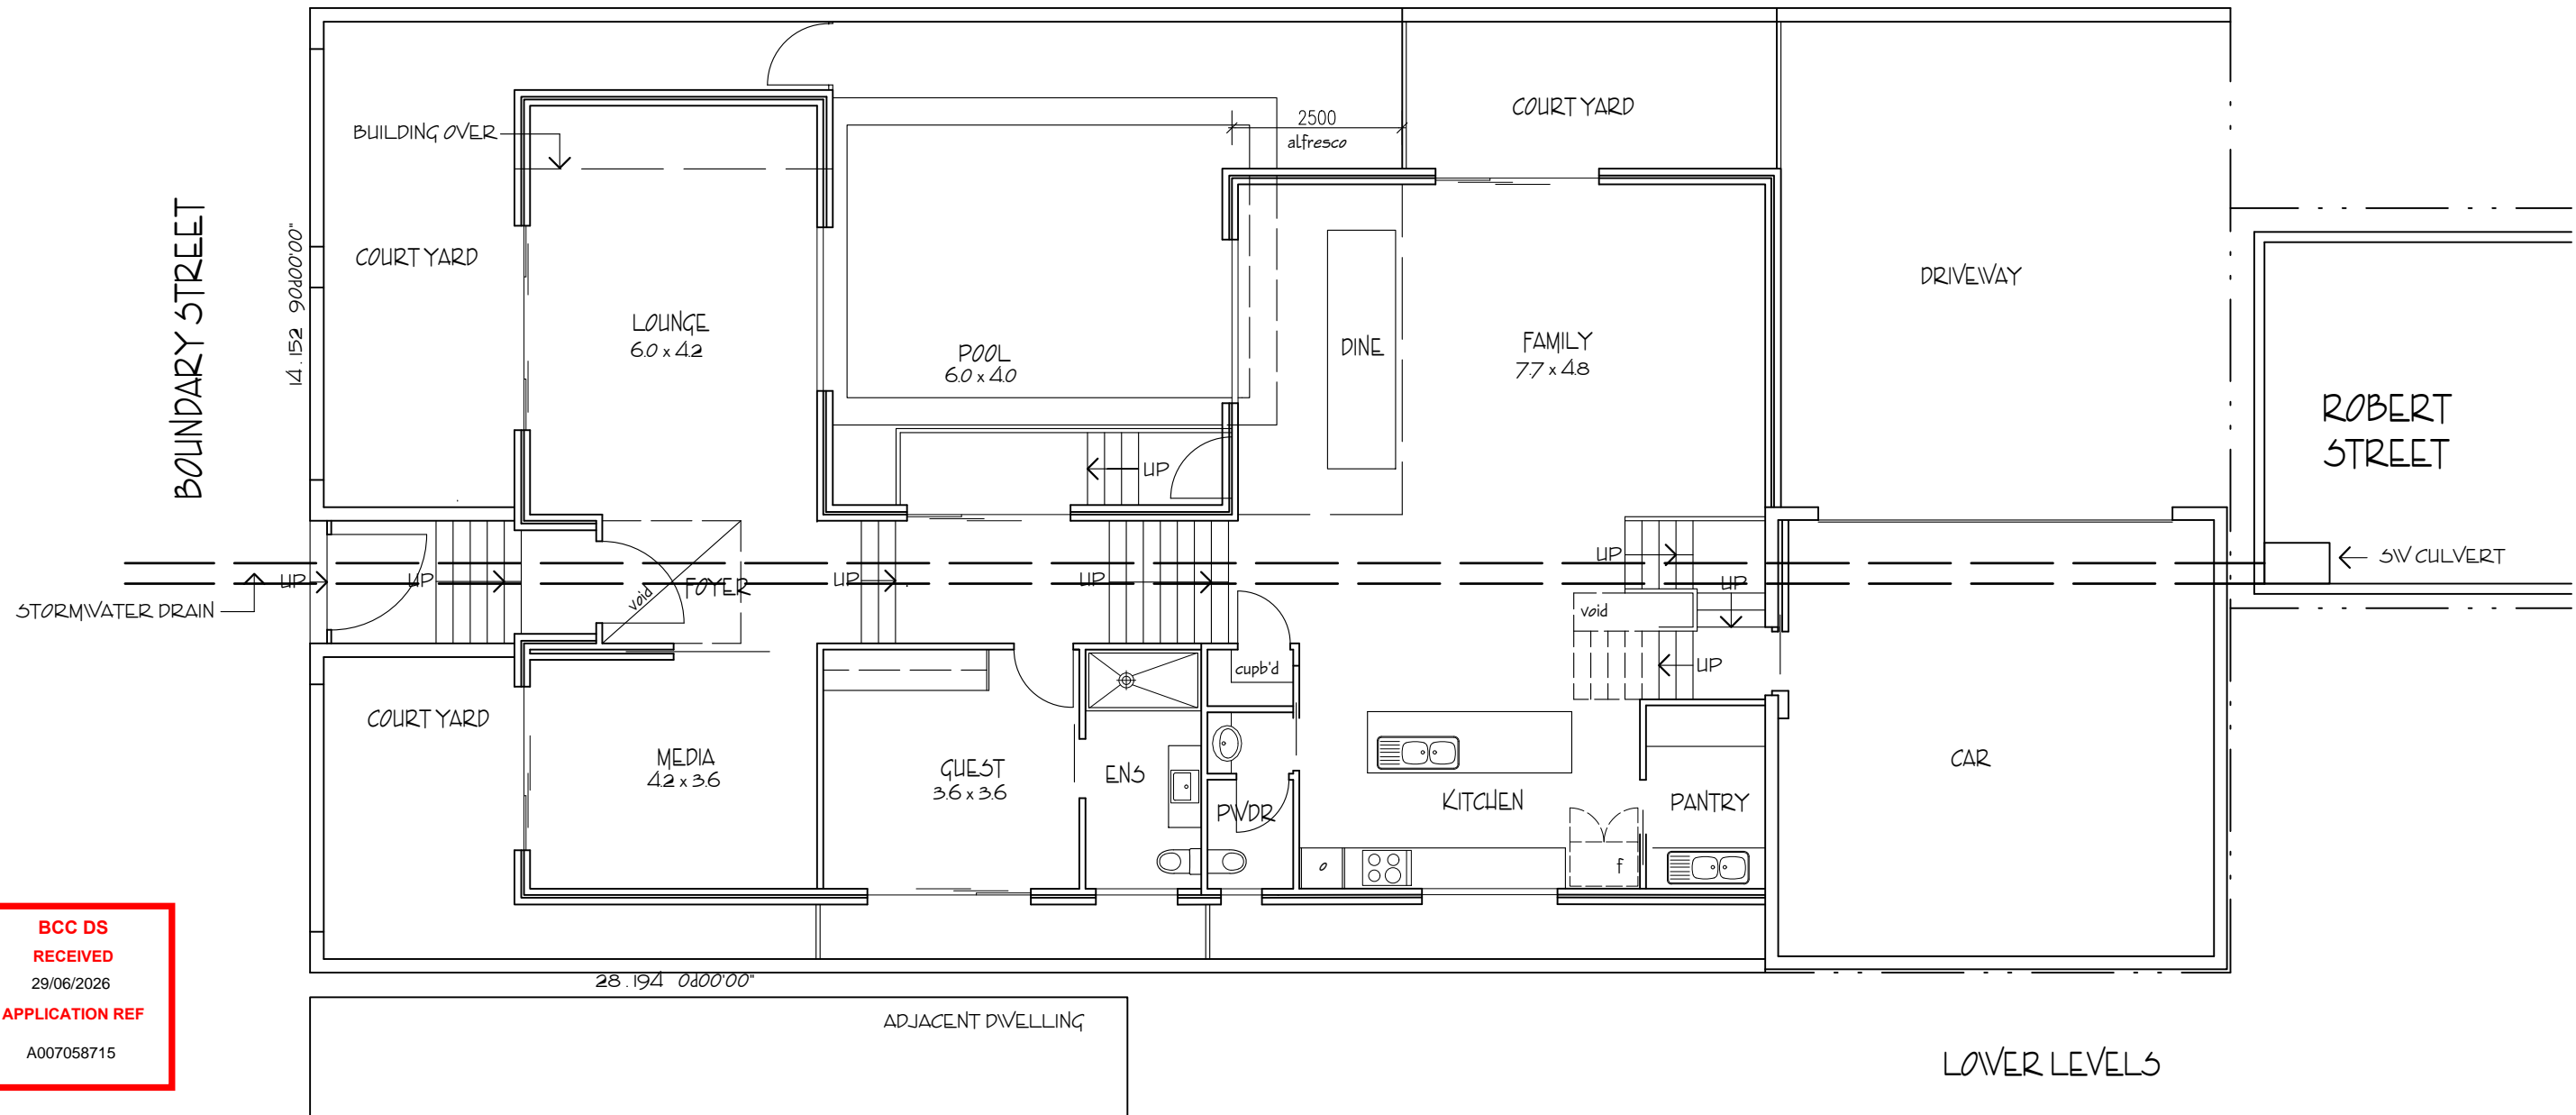 COURT YARD
2500
alfresco
BUILDING OVER
BOUNDARY STREET
14.152 90d00'00"
COURT YARD
LOUNGE
6.0 x 4.2
POOL
6.0 x 4.0
DINE
FAMILY
7.7 x 4.8
DRIVEWAY
ROBERT
STREET
UP
UP
UP
UP
UP
UP
UP
SW CULVERT
STORMWATER DRAIN
void
FOYER
void
cupb'd
UP
COURT YARD
MEDIA
4.2 x 3.6
GUEST
3.6 x 3.6
ENS
PWDR
KITCHEN
PANTRY
CAR
o
f
28.194 0d00'00"
ADJACENT DWELLING
LOWER LEVELS
BCC DS
RECEIVED
29/06/2026
APPLICATION REF
A007058715